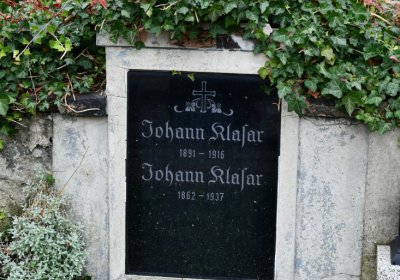 Johann Klaſar
1891 - 1916
Johann Klaſar
1862 - 1937